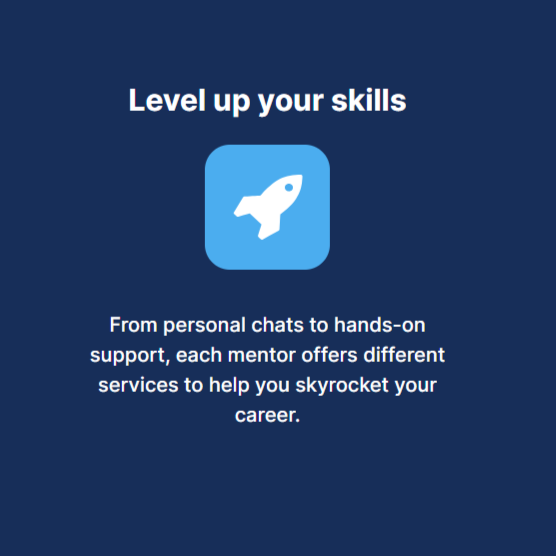 Level up your skills
From personal chats to hands-on
support, each mentor offers different
services to help you skyrocket your
career.